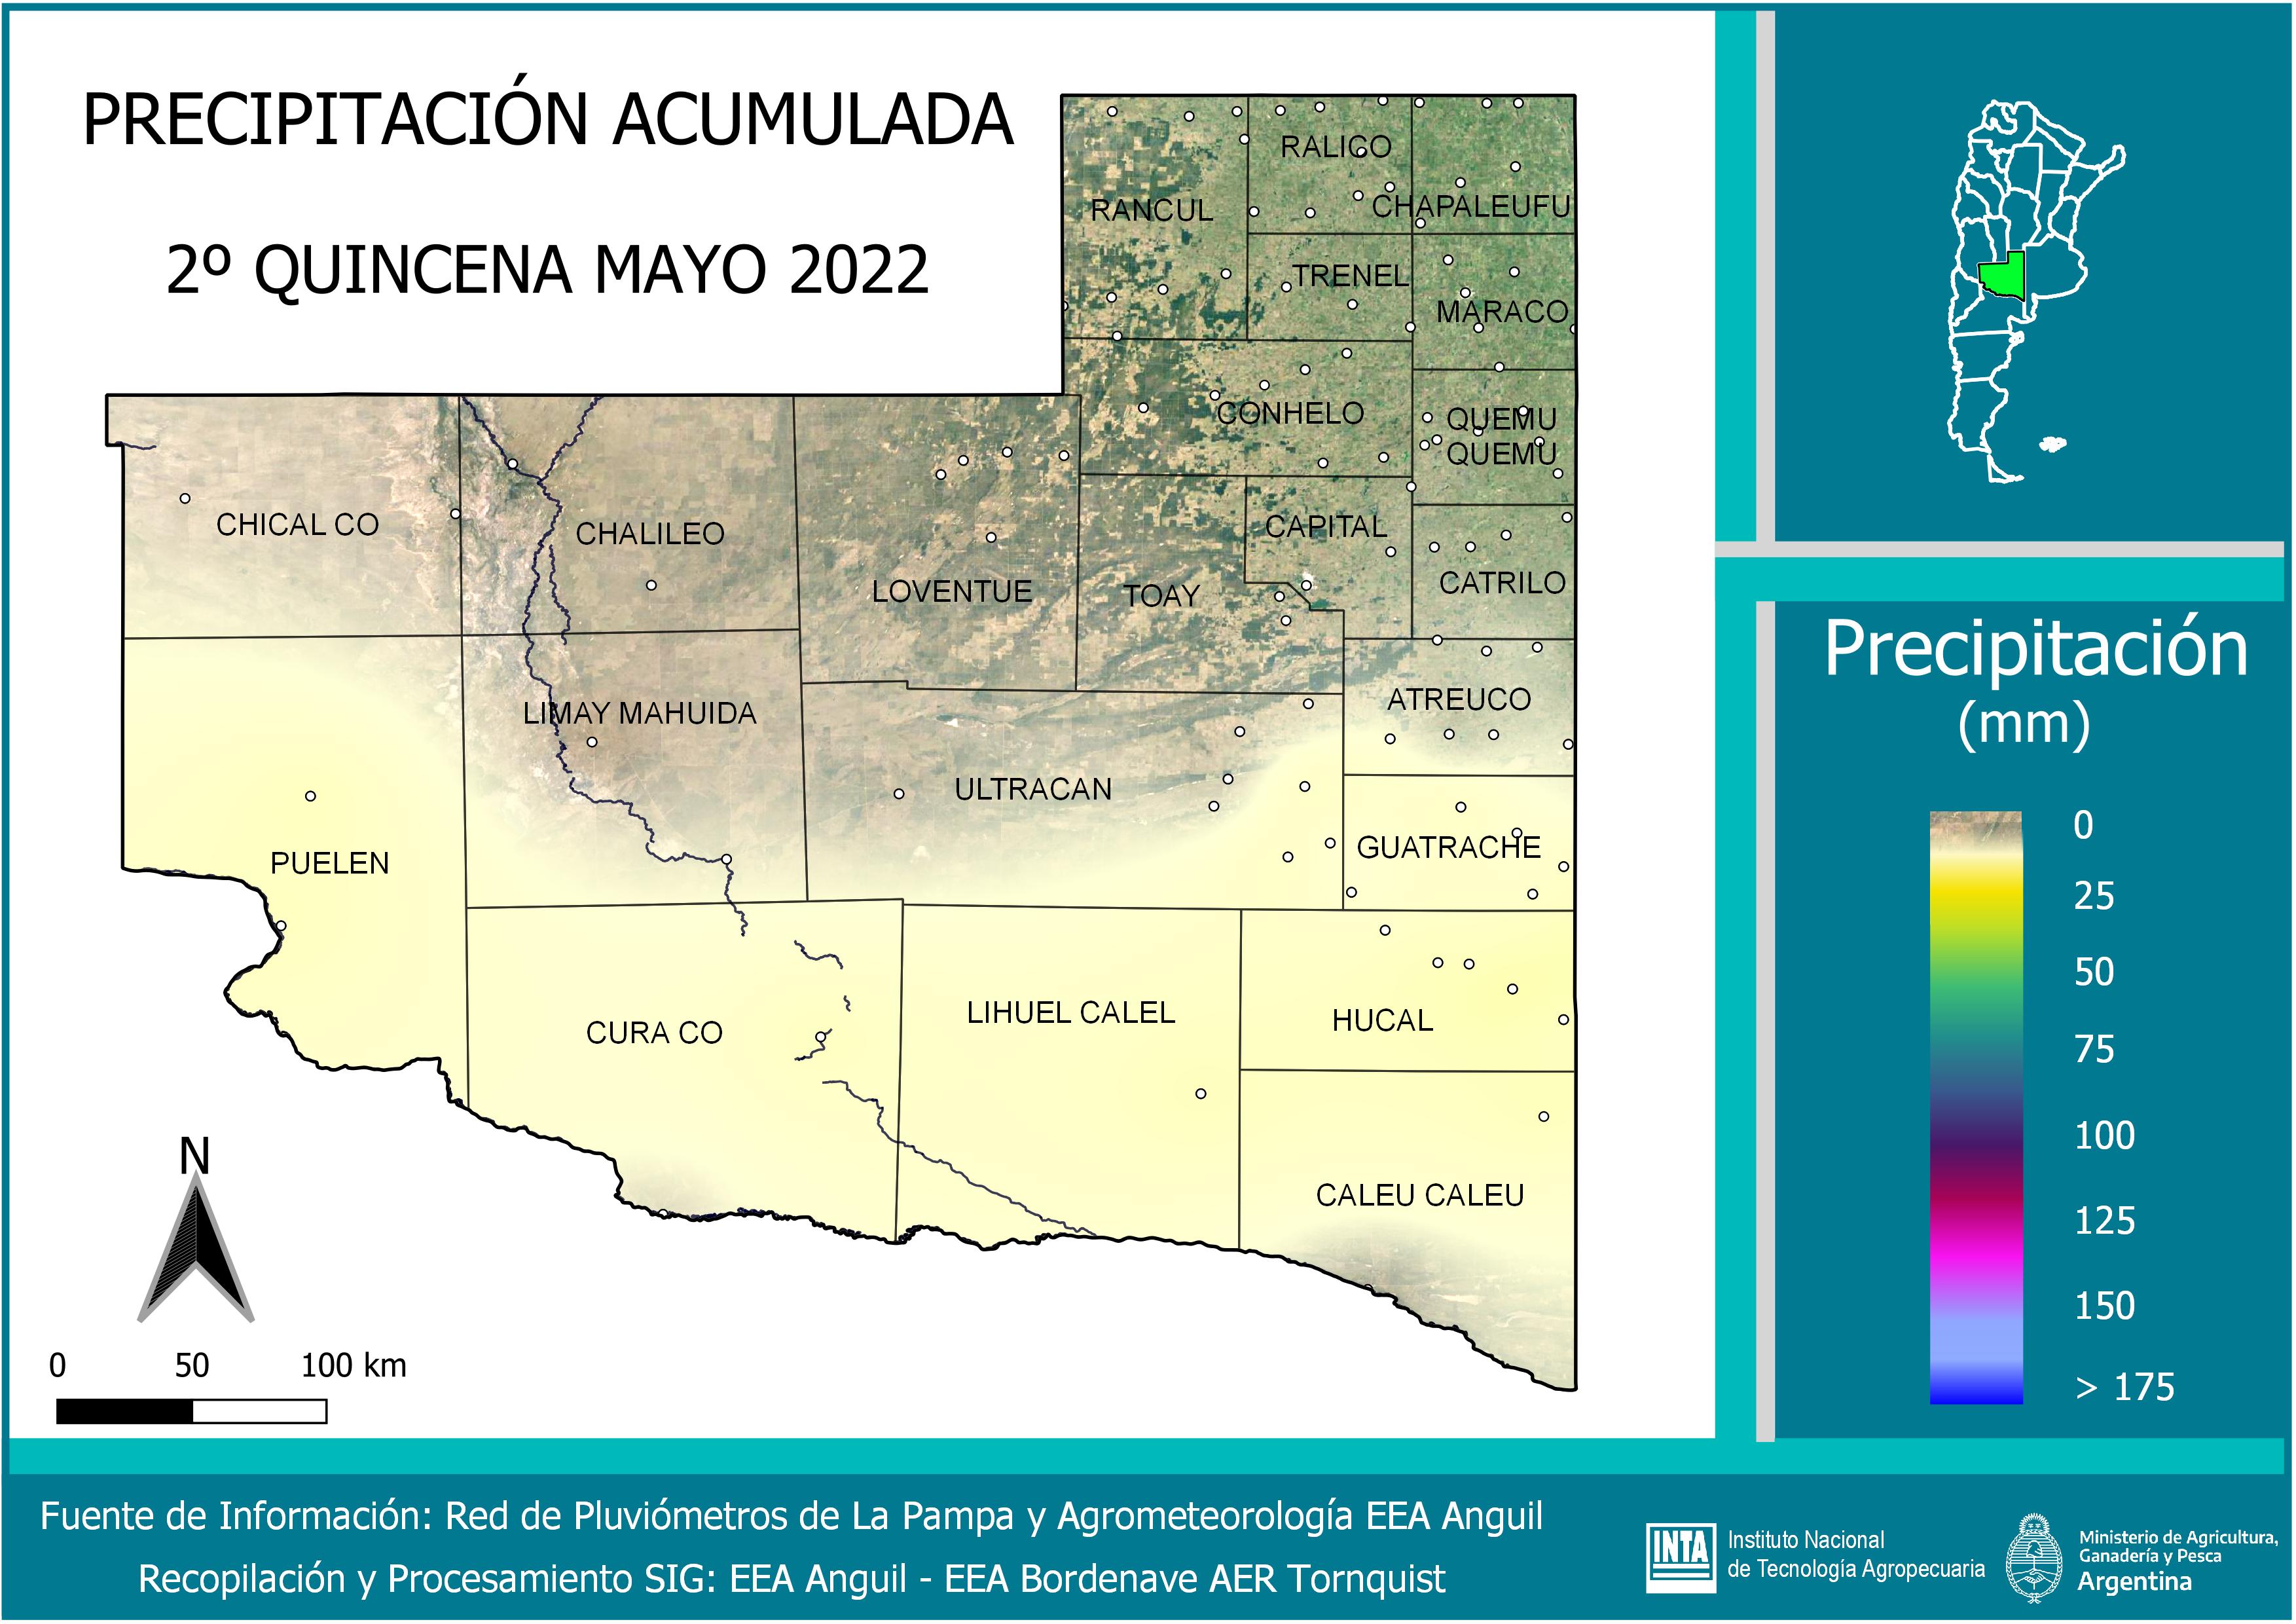 PRECIPITACIÓN ACUMULADA
2º QUINCENA MAYO 2022
RALICO
RANCUL
CHAPALEUFU
TRENEL
MARACO
CONHELO
QUEMU
QUEMU
CHICAL CO
CHALILEO
CAPITAL
LOVENTUE
TOAY
CATRILO
LIMAY MAHUIDA
ATREUCO
ULTRACAN
PUELEN
GUATRACHE
CURA CO
LIHUEL CALEL
HUCAL
CALEU CALEU
N
0 50 100 km
Precipitación
(mm)
0
25
50
75
100
125
150
> 175
Fuente de Información: Red de Pluviómetros de La Pampa y Agrometeorología EEA Anguil
Recopilación y Procesamiento SIG: EEA Anguil - EEA Bordenave AER Tornquist
INTA
Instituto Nacional
de Tecnología Agropecuaria
Ministerio de Agricultura,
Ganadería y Pesca
Argentina